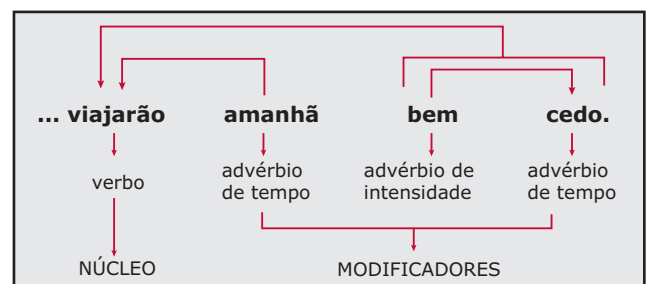 ... viajarão amanhã bem cedo.
verbo
advérbio de tempo
advérbio de intensidade
advérbio de tempo
NÚCLEO MODIFICADORES